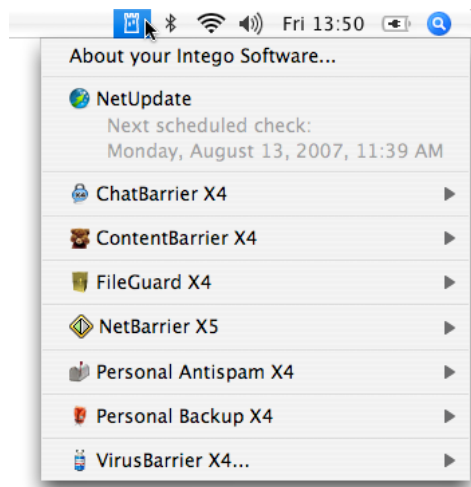 Fri 13:50
About your Intego Software...
NetUpdate
Next scheduled check:
Monday, August 13, 2007, 11:39 AM
ChatBarrier X4
ContentBarrier X4
FileGuard X4
NetBarrier X5
Personal Antispam X4
Personal Backup X4
VirusBarrier X4...